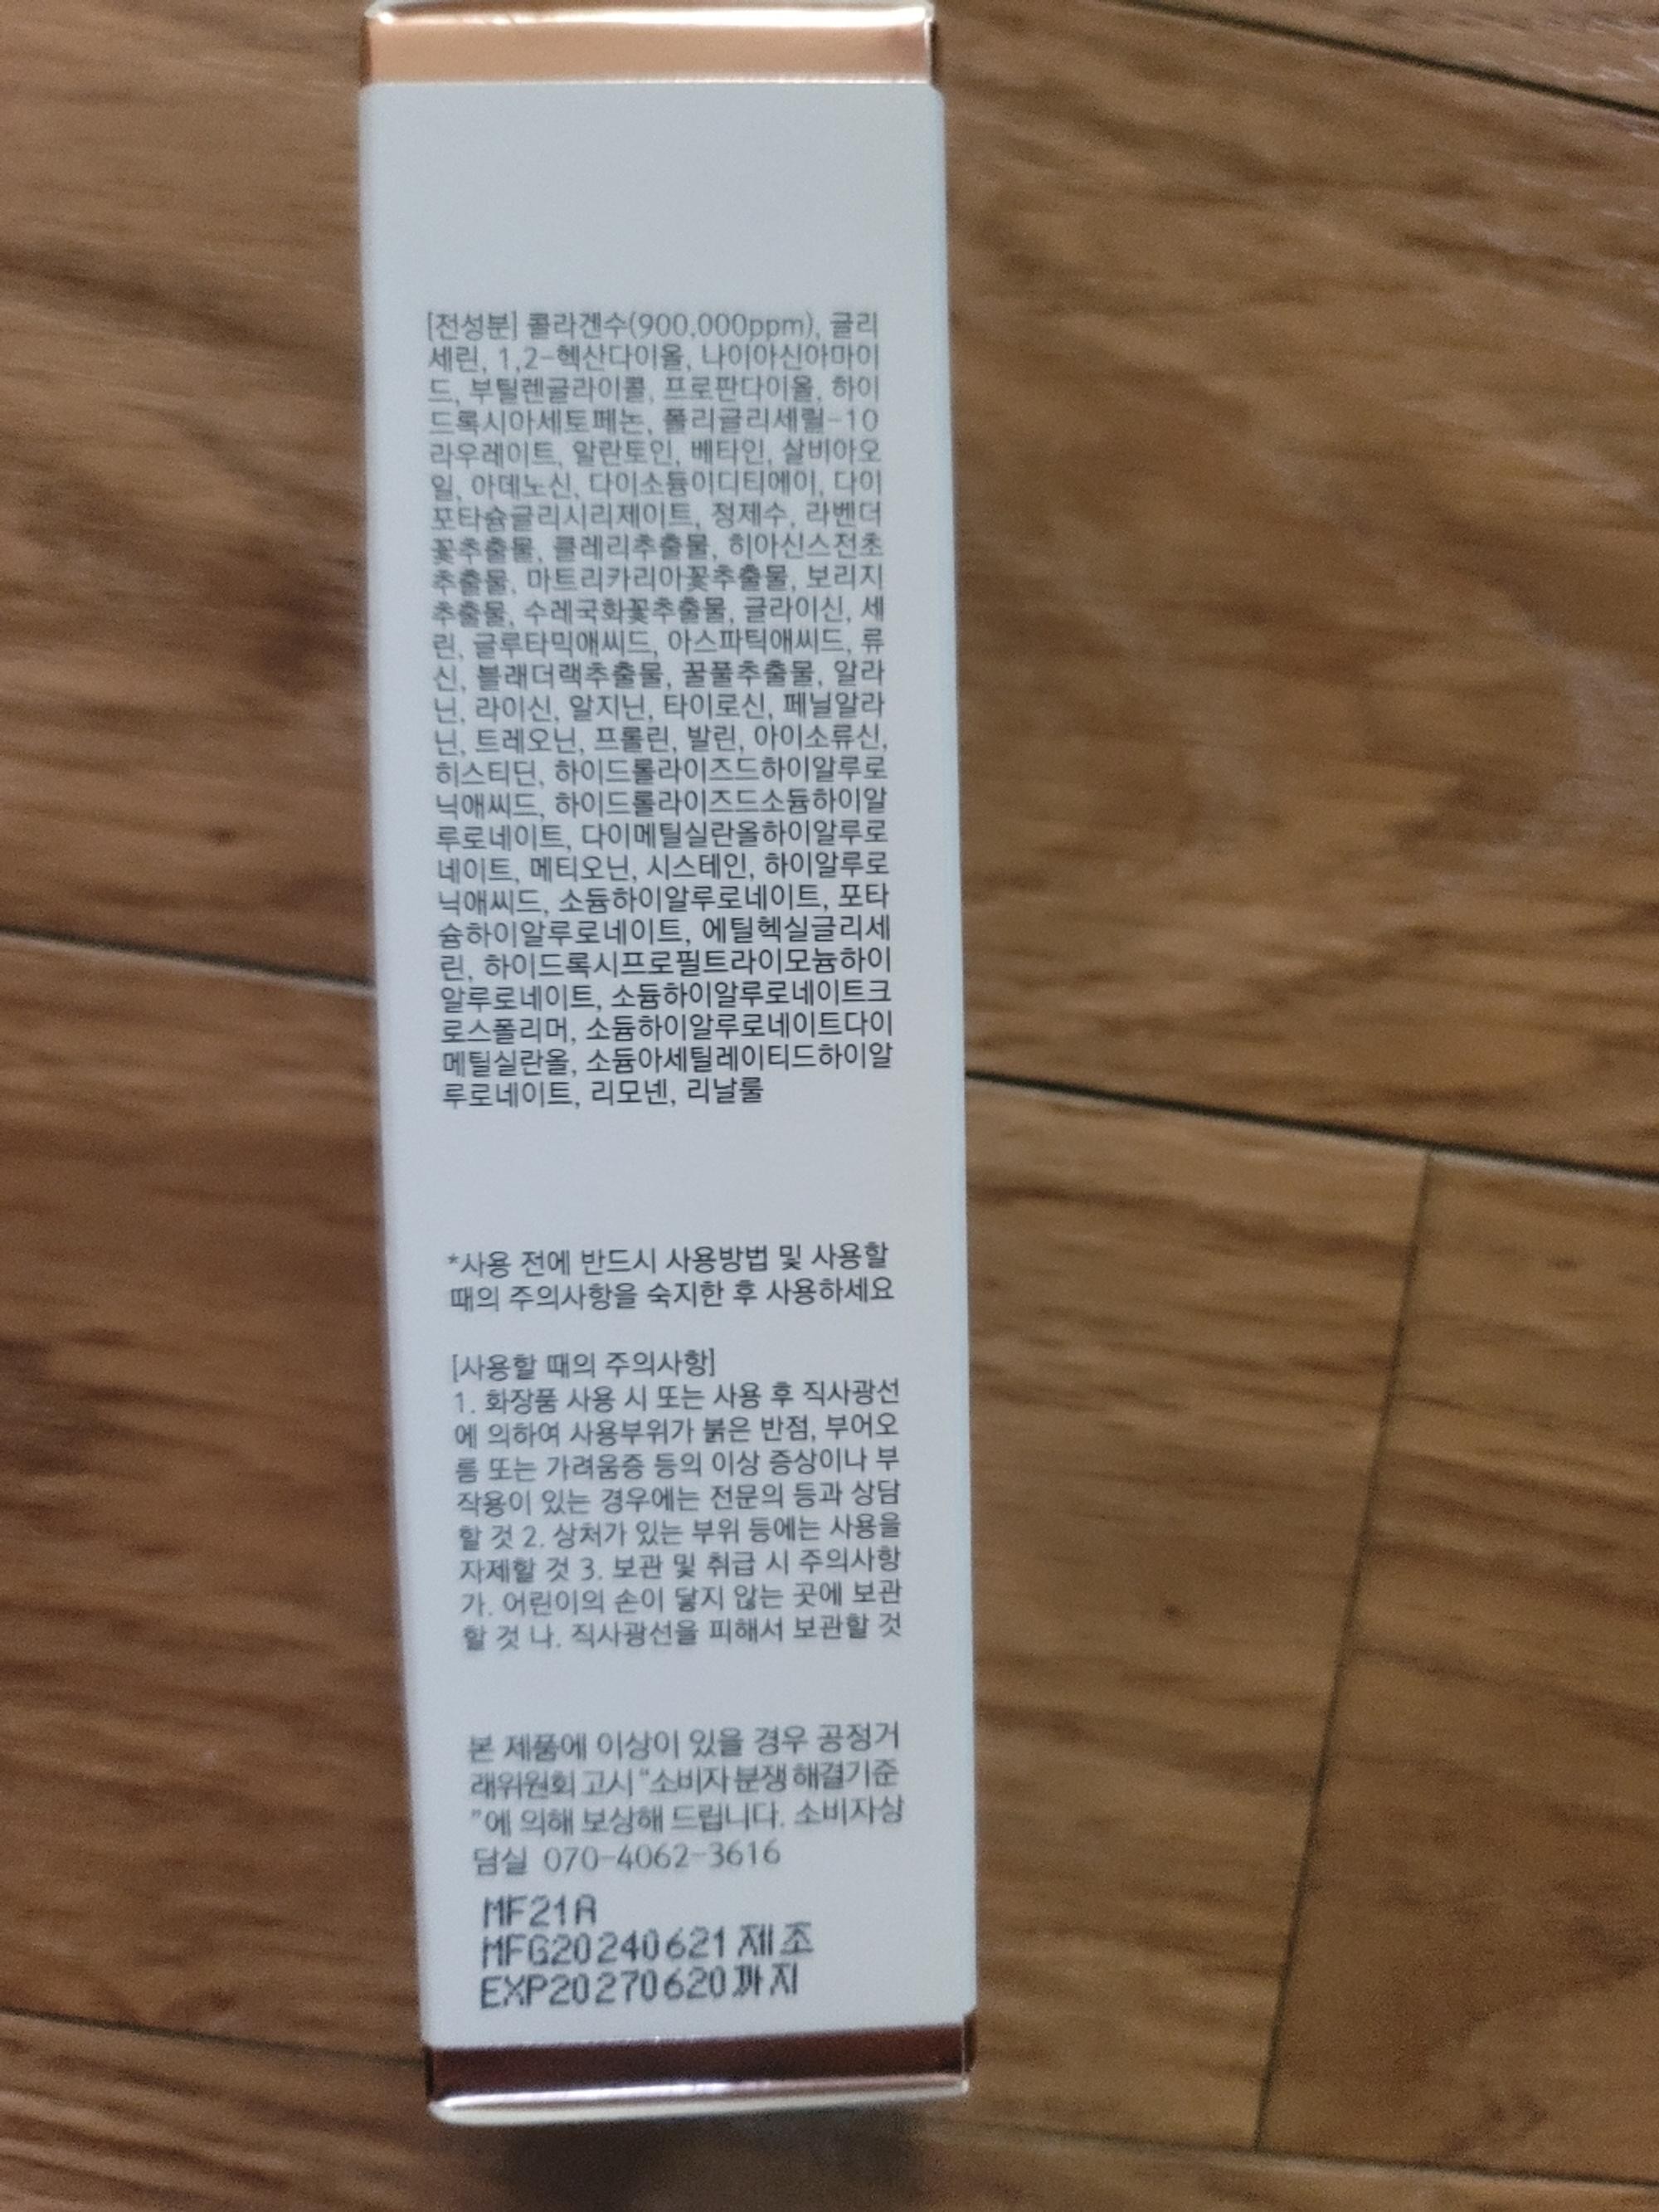 [전성분] 콜라겐수(900,000ppm), 글리
세린, 1,2-헥산다이올, 나이아신아마이
드, 부틸렌글라이콜, 프로판다이올, 하이
드록시아세토페논, 폴리글리세릴-10
라우레이트, 알란토인, 베타인, 살비아오
일, 아데노신, 다이소듐이디티에이, 다이
포타슘글리시리제이트, 정제수, 라벤더
꽃추출물, 클레리추출물, 히아신스전초
추출물, 마트리카리아꽃추출물, 보리지
추출물, 수레국화꽃추출물, 글라이신, 세
린, 글루타믹애씨드, 아스파틱애씨드, 류
신, 블래더랙추출물, 꿀풀추출물, 알라
닌, 라이신, 알지닌, 타이로신, 페닐알라
닌, 트레오닌, 프롤린, 발린, 아이소류신,
히스티딘, 하이드롤라이즈드하이알루로
닉애씨드, 하이드롤라이즈드소듐하이알
루로네이트, 다이메틸실란올하이알루로
네이트, 메티오닌, 시스테인, 하이알루로
닉애씨드, 소듐하이알루로네이트, 포타
슘하이알루로네이트, 에틸헥실글리세
린, 하이드록시프로필트라이모늄하이
알루로네이트, 소듐하이알루로네이트크
로스폴리머, 소듐하이알루로네이트다이
메틸실란올, 소듐아세틸레이티드하이알
루로네이트, 리모넨, 리날룰
*사용 전에 반드시 사용방법 및 사용할
때의 주의사항을 숙지한 후 사용하세요
[사용할 때의 주의사항]
1. 화장품 사용 시 또는 사용 후 직사광선
에 의하여 사용부위가 붉은 반점, 부어오
름 또는 가려움증 등의 이상 증상이나 부
작용이 있는 경우에는 전문의 등과 상담
할 것 2. 상처가 있는 부위 등에는 사용을
자제할 것 3. 보관 및 취급 시 주의사항
가. 어린이의 손이 닿지 않는 곳에 보관
할 것 나. 직사광선을 피해서 보관할 것
본 제품에 이상이 있을 경우 공정거
래위원회 고시 "소비자 분쟁 해결기준
"에 의해 보상해 드립니다. 소비자상
담실 070-4062-3616
MF21A
MFG20240621제조
EXP20270620까지